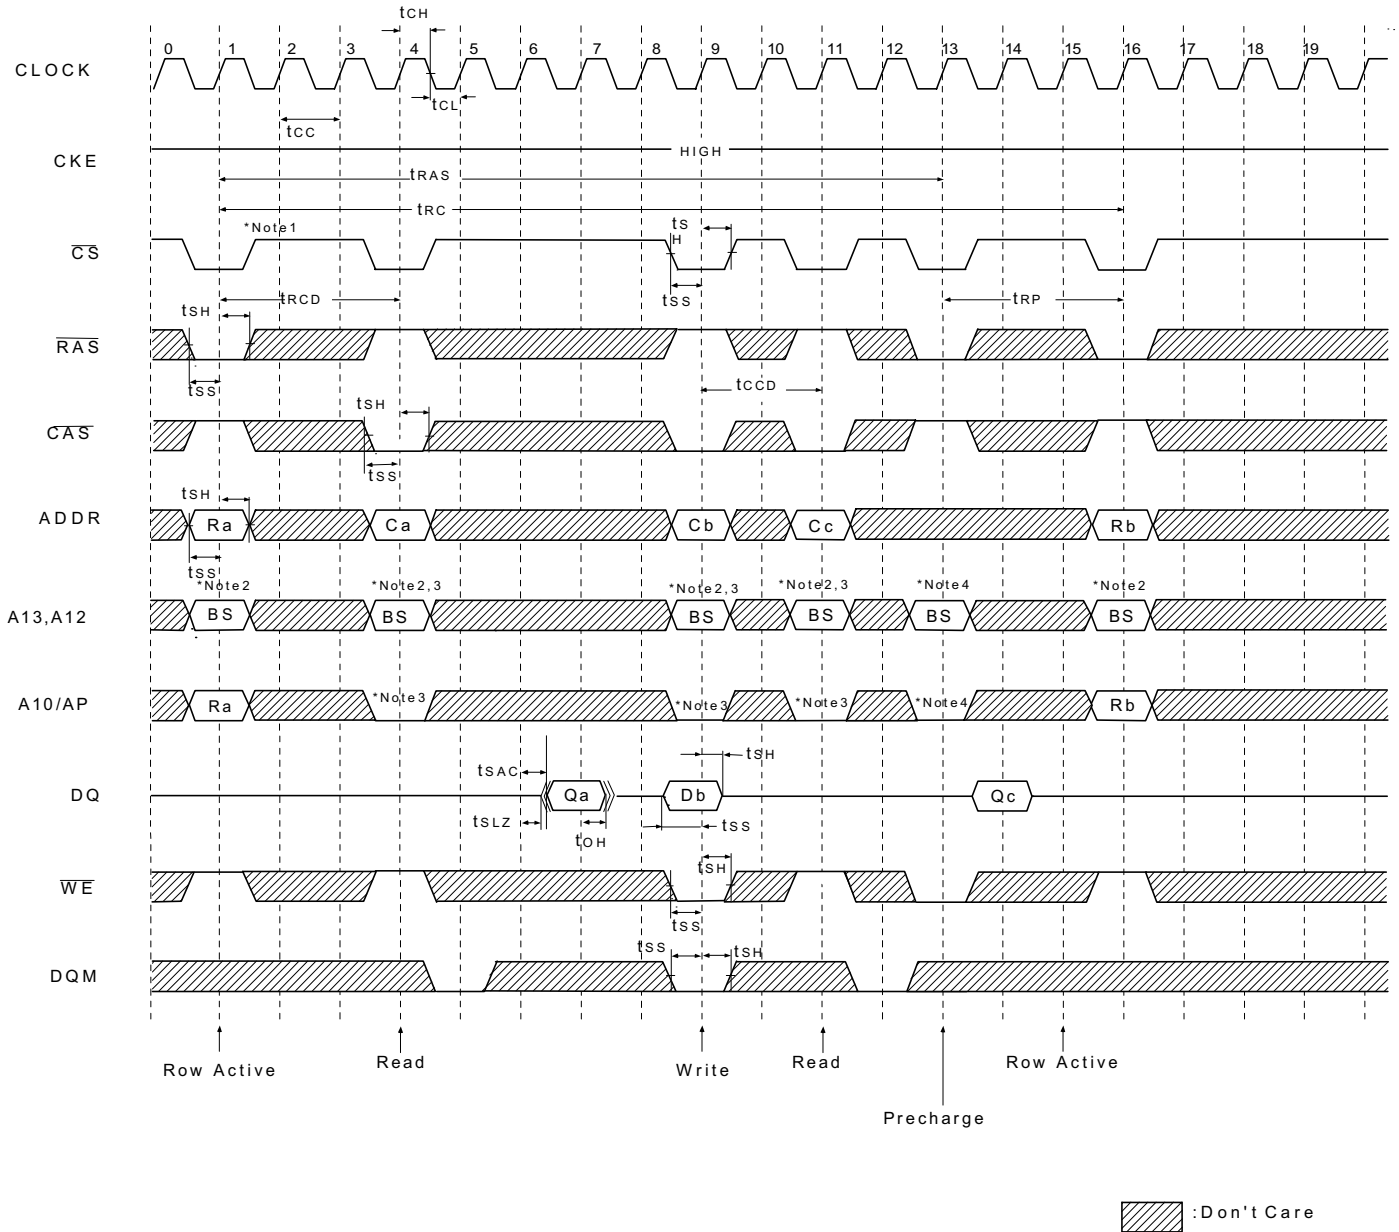 tCH
0 1 2 3 4 5 6 7 8 9 10 11 12 13 14 15 16 17 18 19
CLOCK
tCL
tCC
CKE
HIGH
tRAS
tRC
*Note1
tS
H
CS
tSS
tRCD
tRP
tSH
RAS
tSS
tCCD
tSH
CAS
tSS
tSH
ADDR
Ra Ca Cb Cc Rb
tSS
*Note2 *Note2,3 *Note2,3 *Note2,3 *Note4 *Note2
A13,A12
BS BS BS BS BS BS
A10/AP
Ra *Note3 *Note3 *Note3 *Note4 Rb
tSH
tSAC
DQ
Qa Db Qc
tSLZ
tSS
tOH
tSH
WE
tSS
tSS tSH
DQM
Row Active Read Write Read Row Active
Precharge
:Don't Care